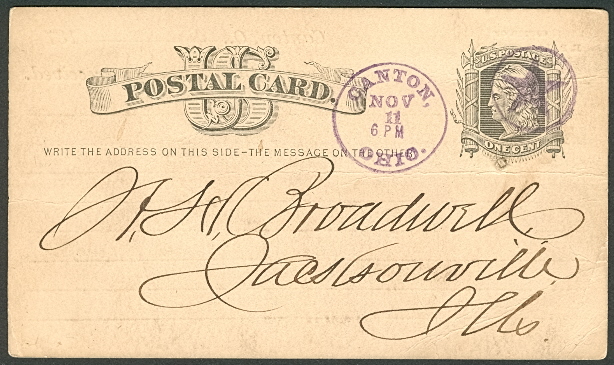 US
POSTAL CARD.
CANTON,
NOV
11
6 PM
OHIO.
U.S. POSTAGE
ONE CENT
WRITE THE ADDRESS ON THIS SIDE-THE MESSAGE ON THE OTHER
Broadwell
Jacksonville
Ills.